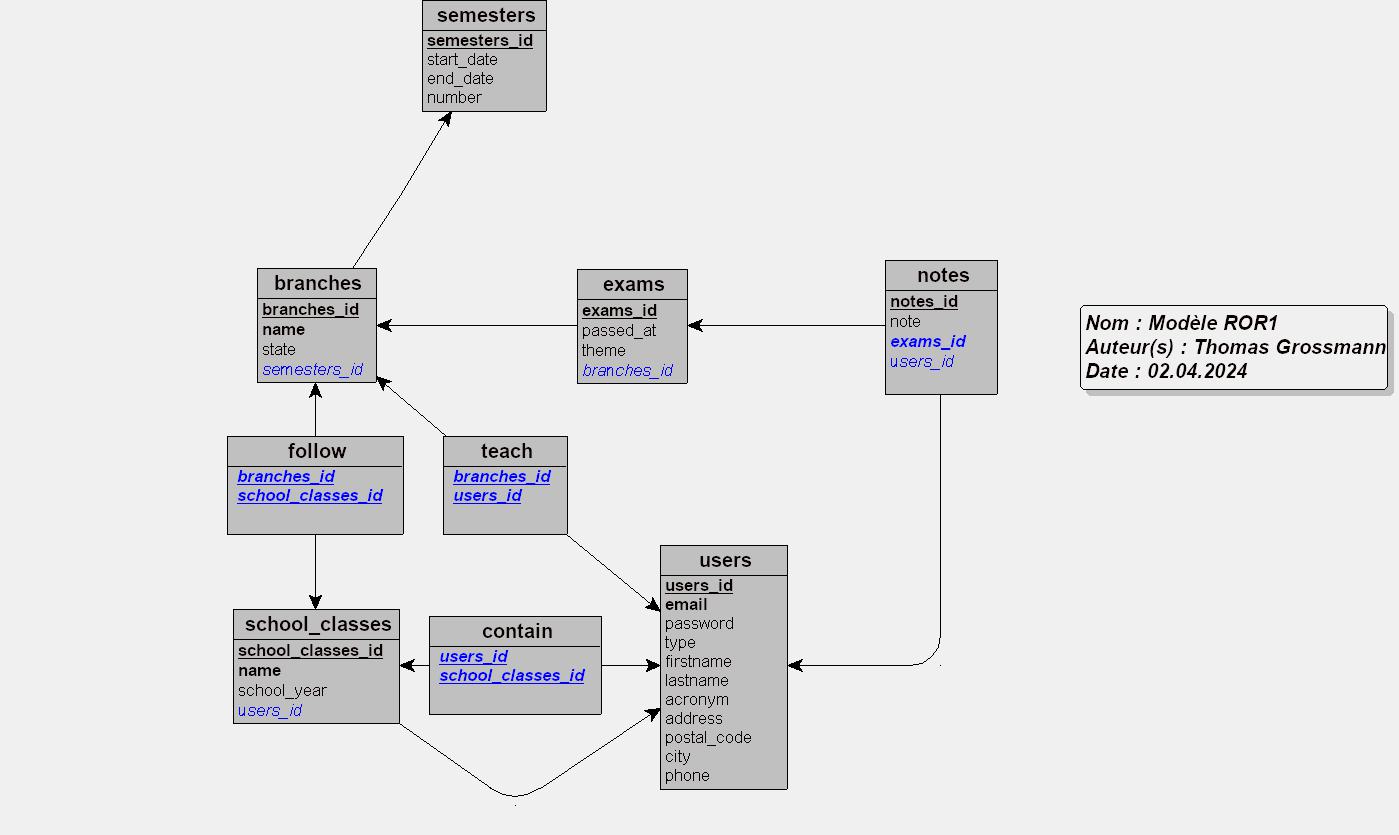 semesters
semesters_id
start_date
end_date
number
branches
branches_id
name
state
semesters_id
exams
exams_id
passed_at
theme
branches_id
notes
notes_id
note
exams_id
users_id
Nom : Modèle ROR1
Auteur(s) : Thomas Grossmann
Date : 02.04.2024
follow
branches_id
school_classes_id
teach
branches_id
users_id
users
users_id
email
password
type
firstname
lastname
acronym
address
postal_code
city
phone
school_classes
school_classes_id
name
school_year
users_id
contain
users_id
school_classes_id